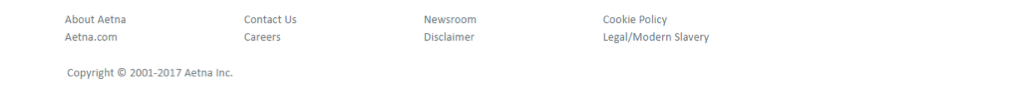 About Aetna Contact Us Newsroom Cookie Policy
Aetna.com Careers Disclaimer Legal/Modern Slavery
Copyright © 2001-2017 Aetna Inc.